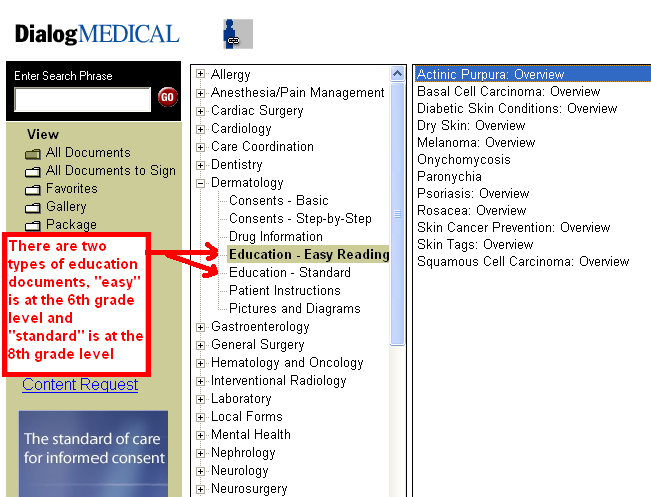 DialogMEDICAL
Enter Search Phrase
GO
View
All Documents
All Documents to Sign
Favorites
Gallery
Package
There are two
types of education
documents, "easy"
is at the 6th grade
level and
"standard" is at the
8th grade level
Content Request
The standard of care
for informed consent
Allergy
Anesthesia/Pain Management
Cardiac Surgery
Cardiology
Care Coordination
Dentistry
Dermatology
Consents - Basic
Consents - Step-by-Step
Drug Information
Education - Easy Reading
Education - Standard
Patient Instructions
Pictures and Diagrams
Gastroenterology
General Surgery
Hematology and Oncology
Interventional Radiology
Laboratory
Local Forms
Mental Health
Nephrology
Neurology
Neurosurgery
Actinic Purpura: Overview
Basal Cell Carcinoma: Overview
Diabetic Skin Conditions: Overview
Dry Skin: Overview
Melanoma: Overview
Onychomycosis
Paronychia
Psoriasis: Overview
Rosacea: Overview
Skin Cancer Prevention: Overview
Skin Tags: Overview
Squamous Cell Carcinoma: Overview